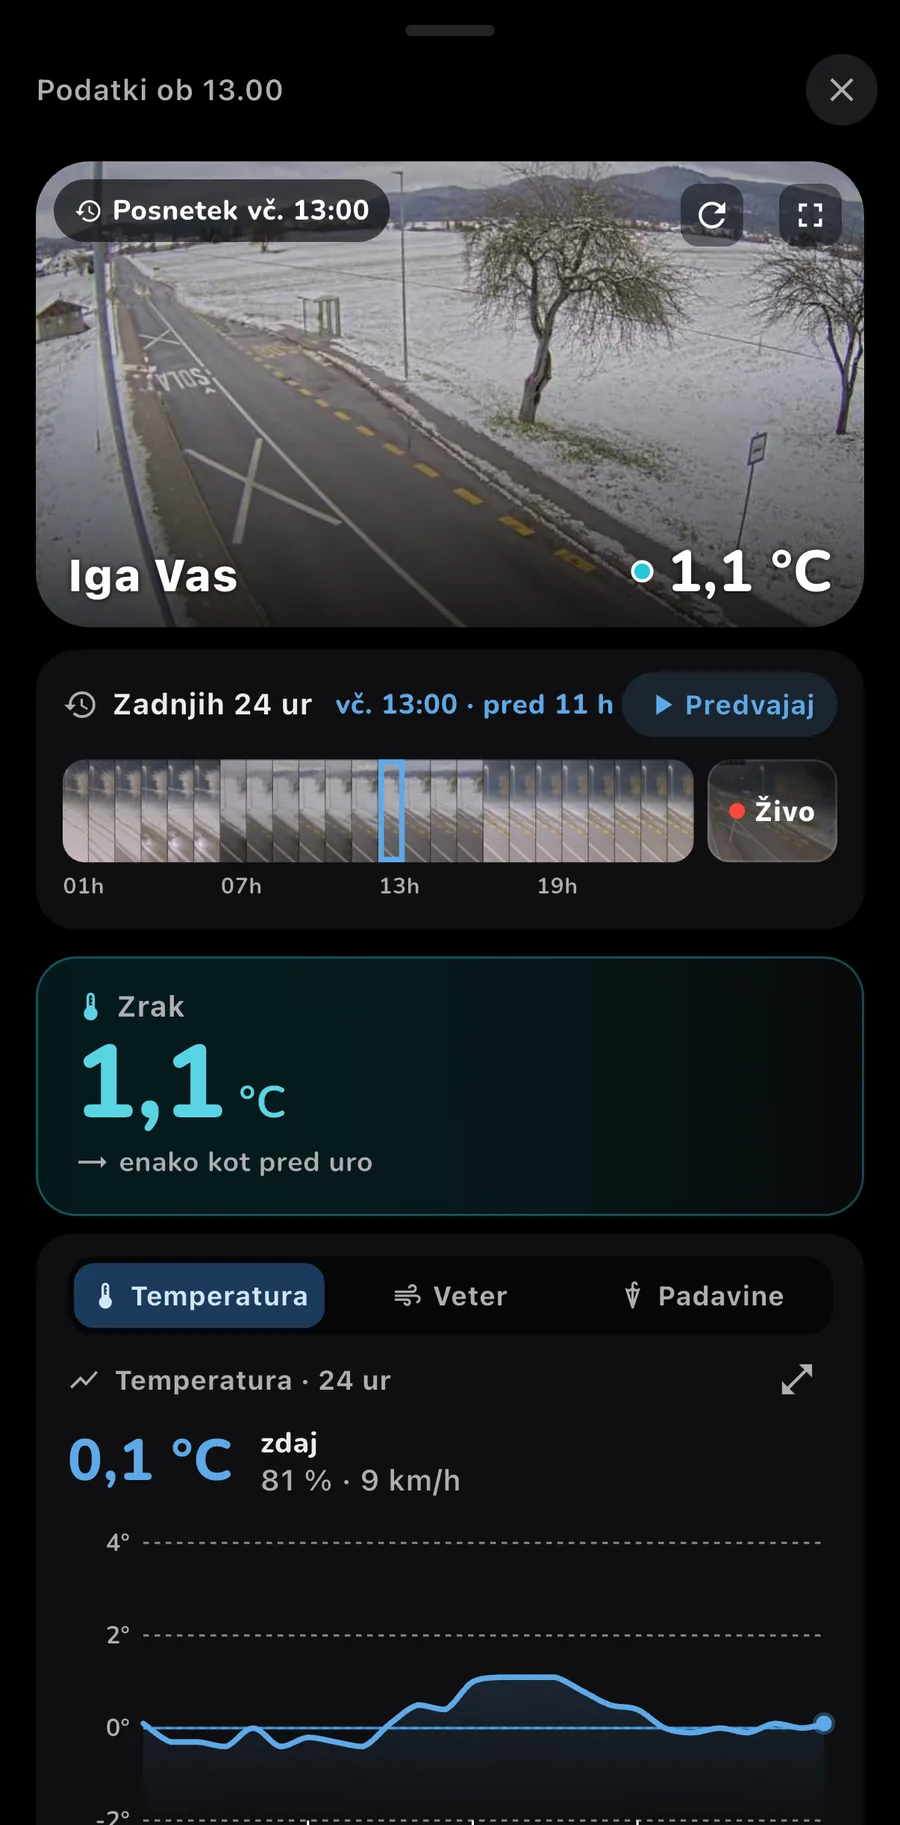 Podatki ob 13.00
Posnetek vč. 13:00
ŠOLA
Iga Vas
1,1 °C
Zadnjih 24 ur vč. 13:00 · pred 11 h Predvajaj
Živo
01h 07h 13h 19h
Zrak
1,1 °C
→ enako kot pred uro
Temperatura Veter Padavine
Temperatura · 24 ur
0,1 °C
zdaj
81 % · 9 km/h
4°
2°
0°
-2°